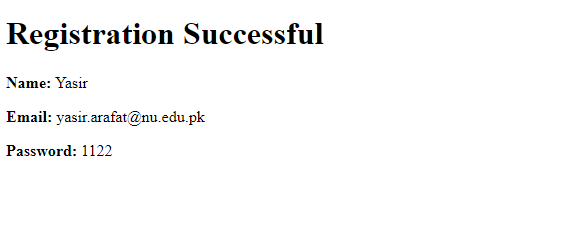 Registration Successful
Name: Yasir
Email: yasir.arafat@nu.edu.pk
Password: 1122